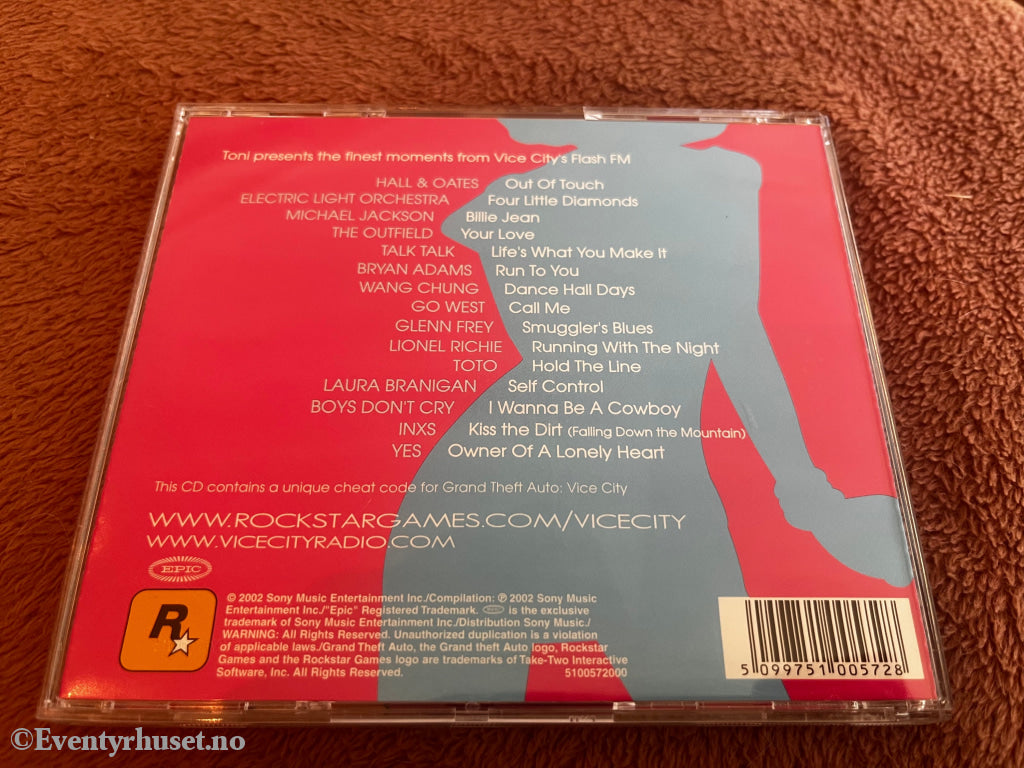 Toni presents the finest moments from Vice City's Flash FM
HALL & OATES Out Of Touch
ELECTRIC LIGHT ORCHESTRA Four Little Diamonds
MICHAEL JACKSON Billie Jean
THE OUTFIELD Your Love
TALK TALK Life's What You Make It
BRYAN ADAMS Run To You
WANG CHUNG Dance Hall Days
GO WEST Call Me
GLENN FREY Smuggler's Blues
LIONEL RICHIE Running With The Night
TOTO Hold The Line
LAURA BRANIGAN Self Control
BOYS DON'T CRY I Wanna Be A Cowboy
INXS Kiss the Dirt (Falling Down the Mountain)
YES Owner Of A Lonely Heart
This CD contains a unique cheat code for Grand Theft Auto: Vice City
WWW.ROCKSTARGAMES.COM/VICECITY
WWW.VICECITYRADIO.COM
EPIC
R
© 2002 Sony Music Entertainment Inc./Compilation: ℗ 2002 Sony Music
Entertainment Inc./"Epic" Registered Trademark. EPIC is the exclusive
trademark of Sony Music Entertainment Inc./Distribution Sony Music./
WARNING: All Rights Reserved. Unauthorized duplication is a violation
of applicable laws./Grand Theft Auto, the Grand theft Auto logo, Rockstar
Games and the Rockstar Games logo are trademarks of Take-Two Interactive
Software, Inc. All Rights Reserved. 5100572000
5 099751 005728
©Eventyrhuset.no